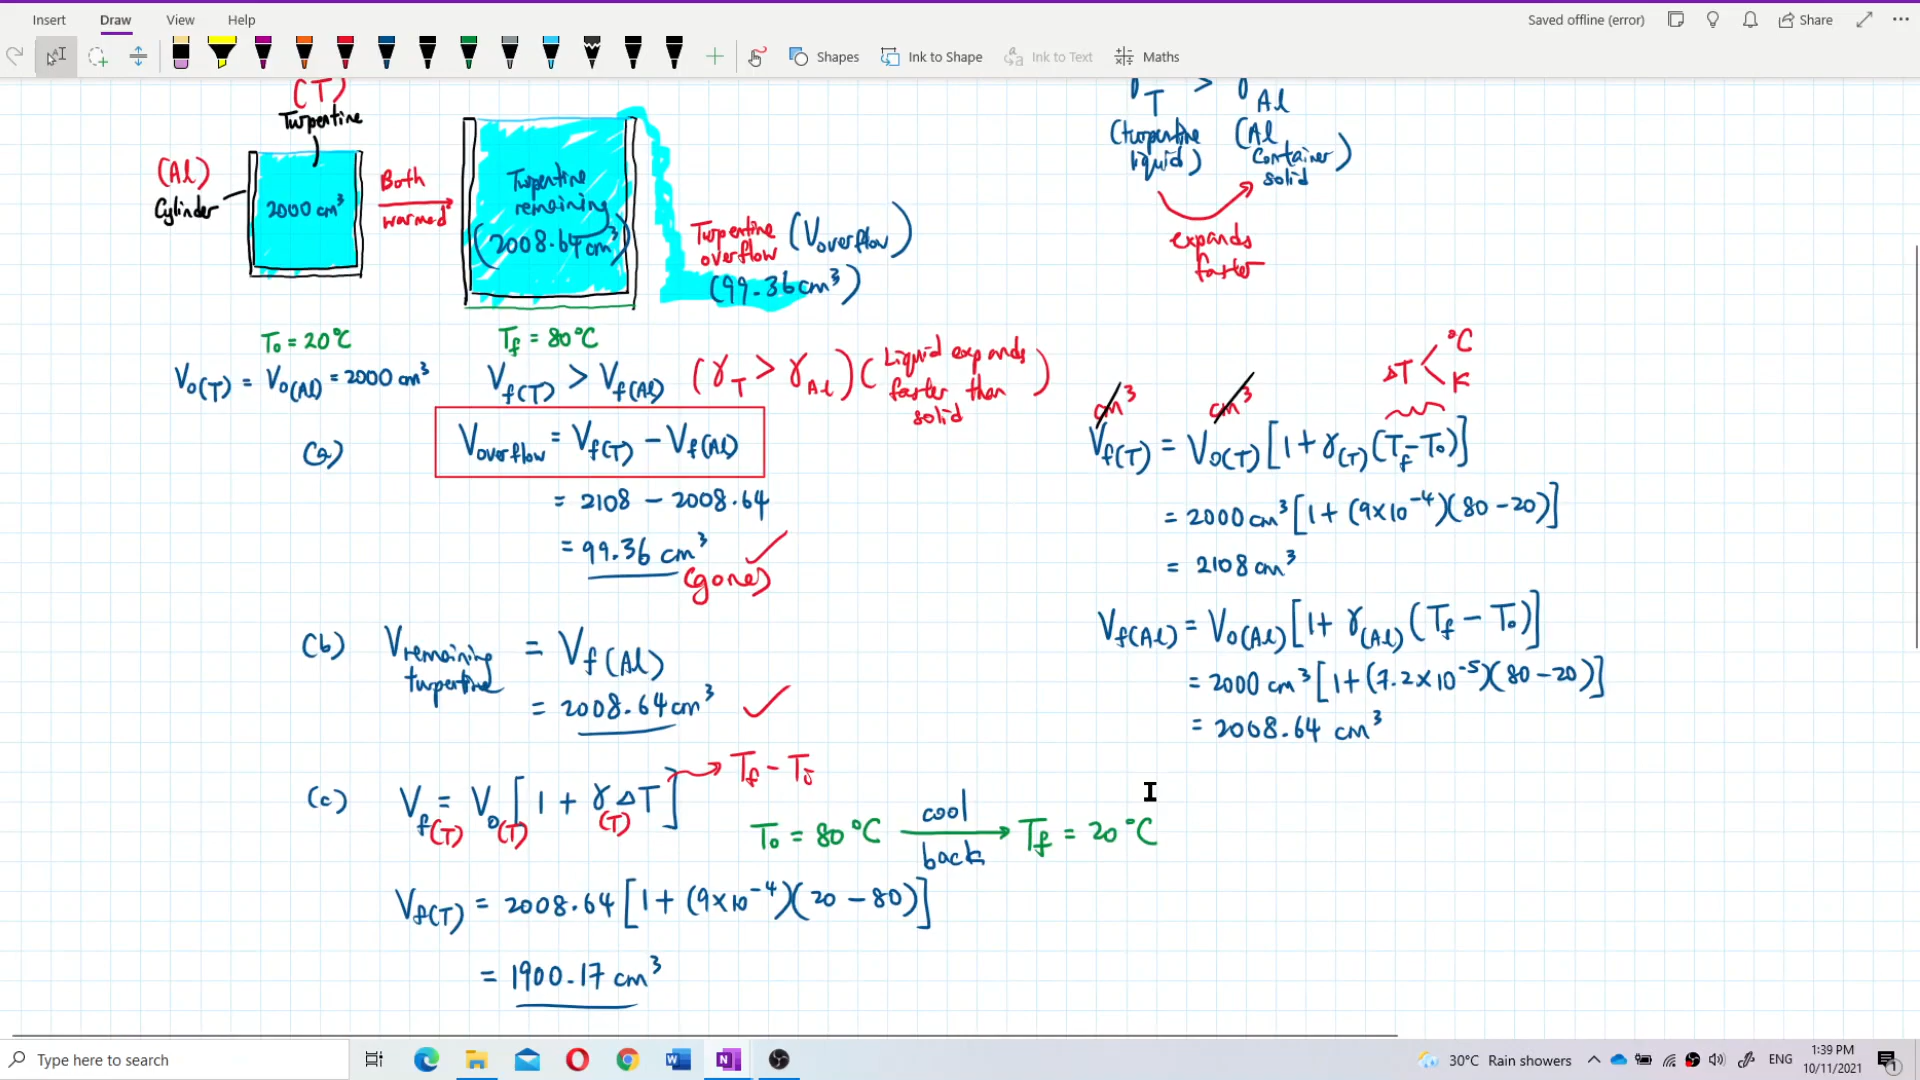 Insert Draw View Help
Saved offline (error) Share
Shapes Ink to Shape Ink to Text Maths
(T)
Turpentine
(Al)
Cylinder
2000 cm³
Both
warmed
Turpentine
remaining
(2008.64 cm³)
Turpentine
overflow
(V overflow)
(99.36 cm³)
γT > γAl
(turpentine
liquid)
(Al
container)
solid
expands
faster
T₀ = 20°C
Tf = 80°C
V₀(T) = V₀(Al) = 2000 cm³
Vf(T) > Vf(Al) (γT > γAl) (Liquid expands
faster than
solid)
(a) Voverflow = Vf(T) − Vf(Al)
= 2108 − 2008.64
= 99.36 cm³
(gone)
(b) Vremaining turpentine = Vf(Al)
= 2008.64 cm³
(c) Vf(T) = V₀(T) [1 + γ(T) ΔT] → Tf − T₀
T₀ = 80°C cool back Tf = 20°C
Vf(T) = 2008.64 [1 + (9×10⁻⁴)(20 − 80)]
= 1900.17 cm³
ΔT °C
K
cm³ cm³
Vf(T) = V₀(T) [1 + γ(T) (Tf − T₀)]
= 2000 cm³ [1 + (9×10⁻⁴)(80 − 20)]
= 2108 cm³
Vf(Al) = V₀(Al) [1 + γ(Al) (Tf − T₀)]
= 2000 cm³ [1 + (7.2×10⁻⁵)(80 − 20)]
= 2008.64 cm³
Type here to search
30°C Rain showers
ENG
1:39 PM
10/11/2021
1